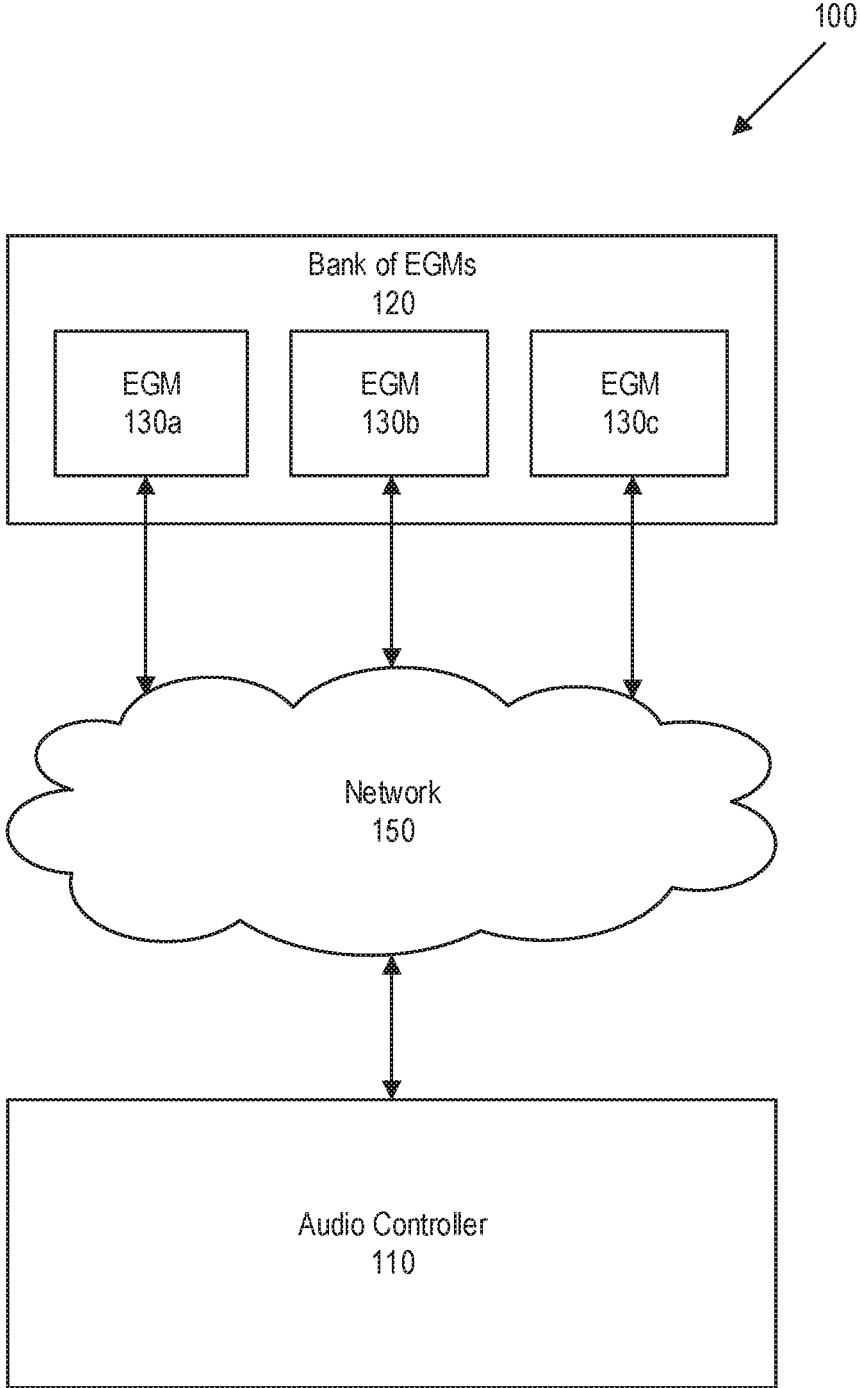 100
Bank of EGMs
120
EGM
130a
EGM
130b
EGM
130c
Network
150
Audio Controller
110